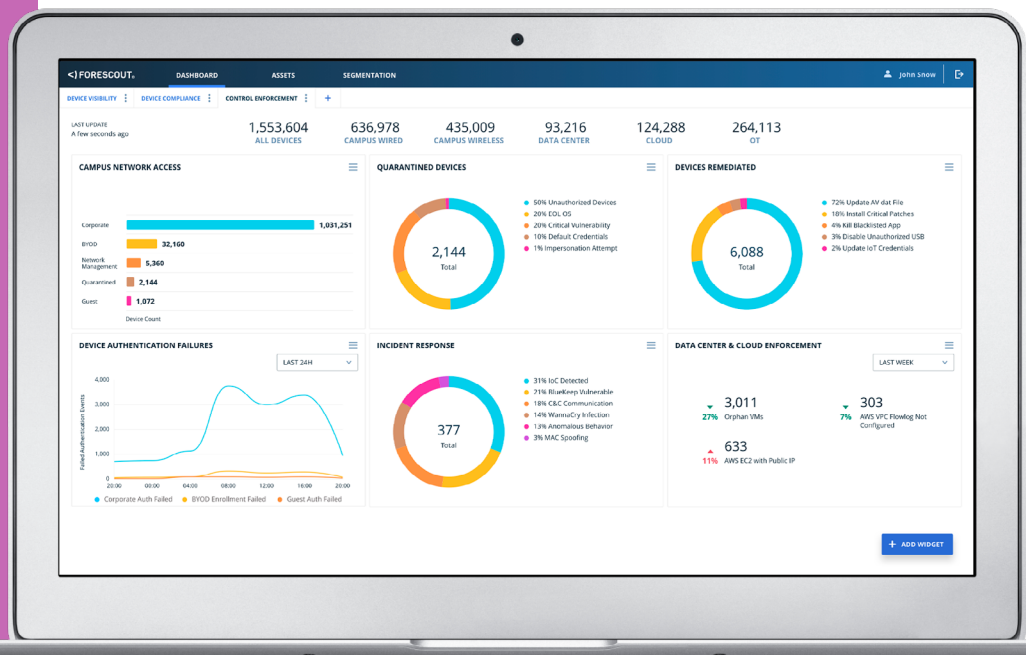 <) FORESCOUT.
DASHBOARD
ASSETS
SEGMENTATION
John Snow
DEVICE VISIBILITY
DEVICE COMPLIANCE
CONTROL ENFORCEMENT
+
LAST UPDATE
A few seconds ago
1,553,604
ALL DEVICES
636,978
CAMPUS WIRED
435,009
CAMPUS WIRELESS
93,216
DATA CENTER
124,288
CLOUD
264,113
OT
CAMPUS NETWORK ACCESS
Corporate 1,031,251
BYOD 32,160
Network
Management 5,360
Quarantined 2,144
Guest 1,072
Device Count
QUARANTINED DEVICES
2,144
Total
50% Unauthorized Devices
20% EOL OS
20% Critical Vulnerability
10% Default Credentials
1% Impersonation Attempt
DEVICES REMEDIATED
6,088
Total
72% Update AV dat File
18% Install Critical Patches
4% Kill Blacklisted App
3% Disable Unauthorized USB
2% Update IoT Credentials
DEVICE AUTHENTICATION FAILURES
LAST 24H
Failed Authentication Events
4,000
3,000
2,000
1,000
0
20:00 00:00 04:00 08:00 12:00 16:00 20:00
Corporate Auth Failed BYOD Enrollment Failed Guest Auth Failed
INCIDENT RESPONSE
377
Total
31% IoC Detected
21% BlueKeep Vulnerable
18% C&C Communication
14% WannaCry Infection
13% Anomalous Behavior
3% MAC Spoofing
DATA CENTER & CLOUD ENFORCEMENT
LAST WEEK
3,011
27% Orphan VMs
303
7% AWS VPC Flowlog Not
Configured
633
11% AWS EC2 with Public IP
+ ADD WIDGET